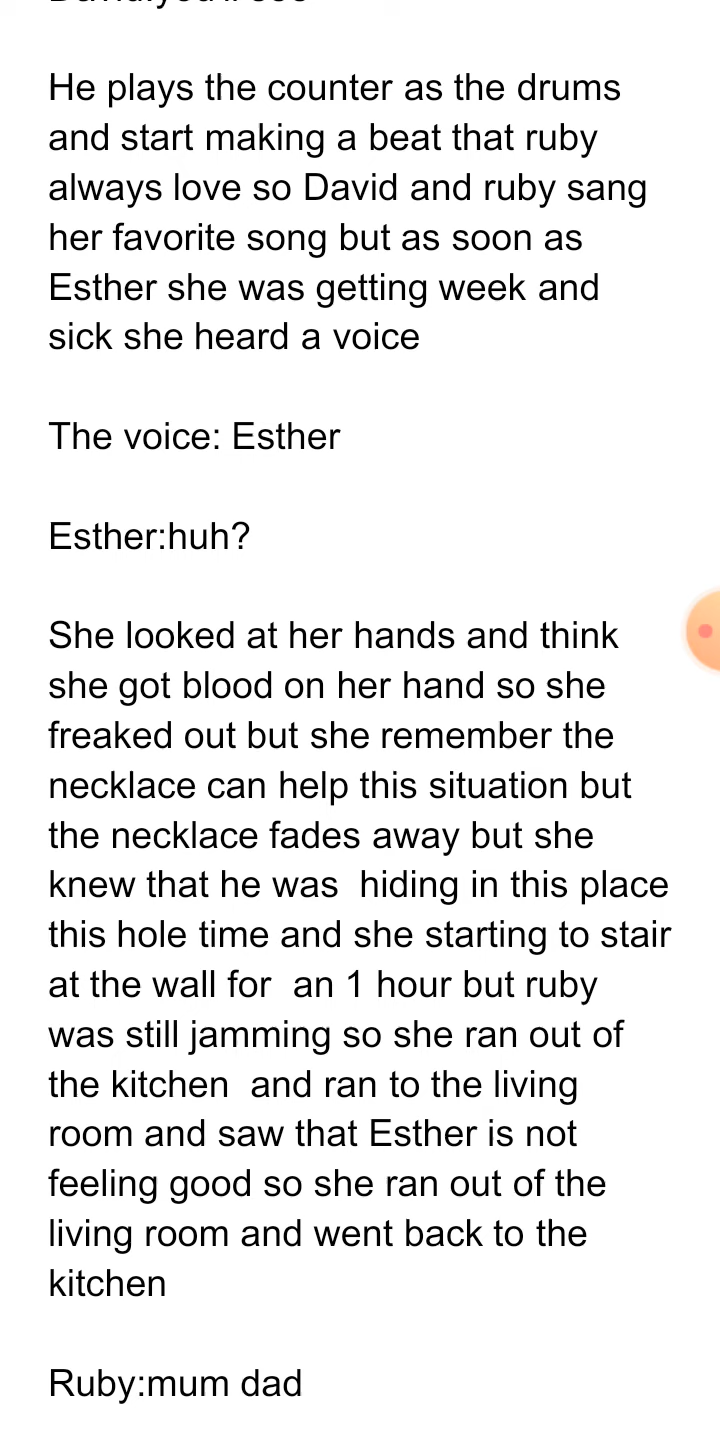 He plays the counter as the drums
and start making a beat that ruby
always love so David and ruby sang
her favorite song but as soon as
Esther she was getting week and
sick she heard a voice
The voice: Esther
Esther:huh?
She looked at her hands and think
she got blood on her hand so she
freaked out but she remember the
necklace can help this situation but
the necklace fades away but she
knew that he was  hiding in this place
this hole time and she starting to stair
at the wall for  an 1 hour but ruby
was still jamming so she ran out of
the kitchen  and ran to the living
room and saw that Esther is not
feeling good so she ran out of the
living room and went back to the
kitchen
Ruby:mum dad